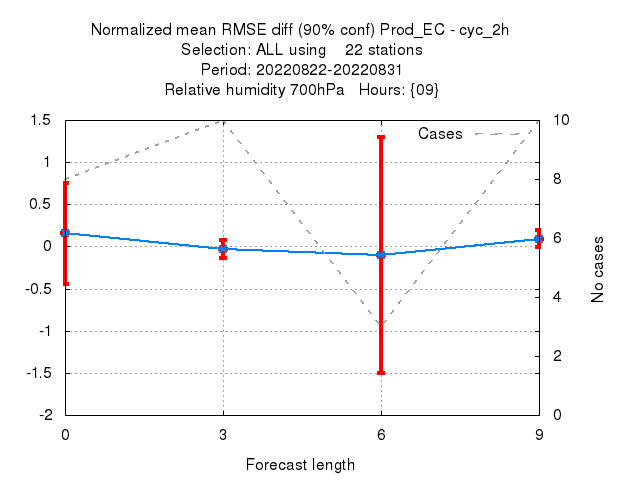 Normalized mean RMSE diff (90% conf) Prod_EC - cyc_2h
Selection: ALL using    22 stations
Period: 20220822-20220831
Relative humidity 700hPa   Hours: {09}
Cases
1.5
1
0.5
0
-0.5
-1
-1.5
-2
10
8
6
4
2
0
No cases
0 3 6 9
Forecast length